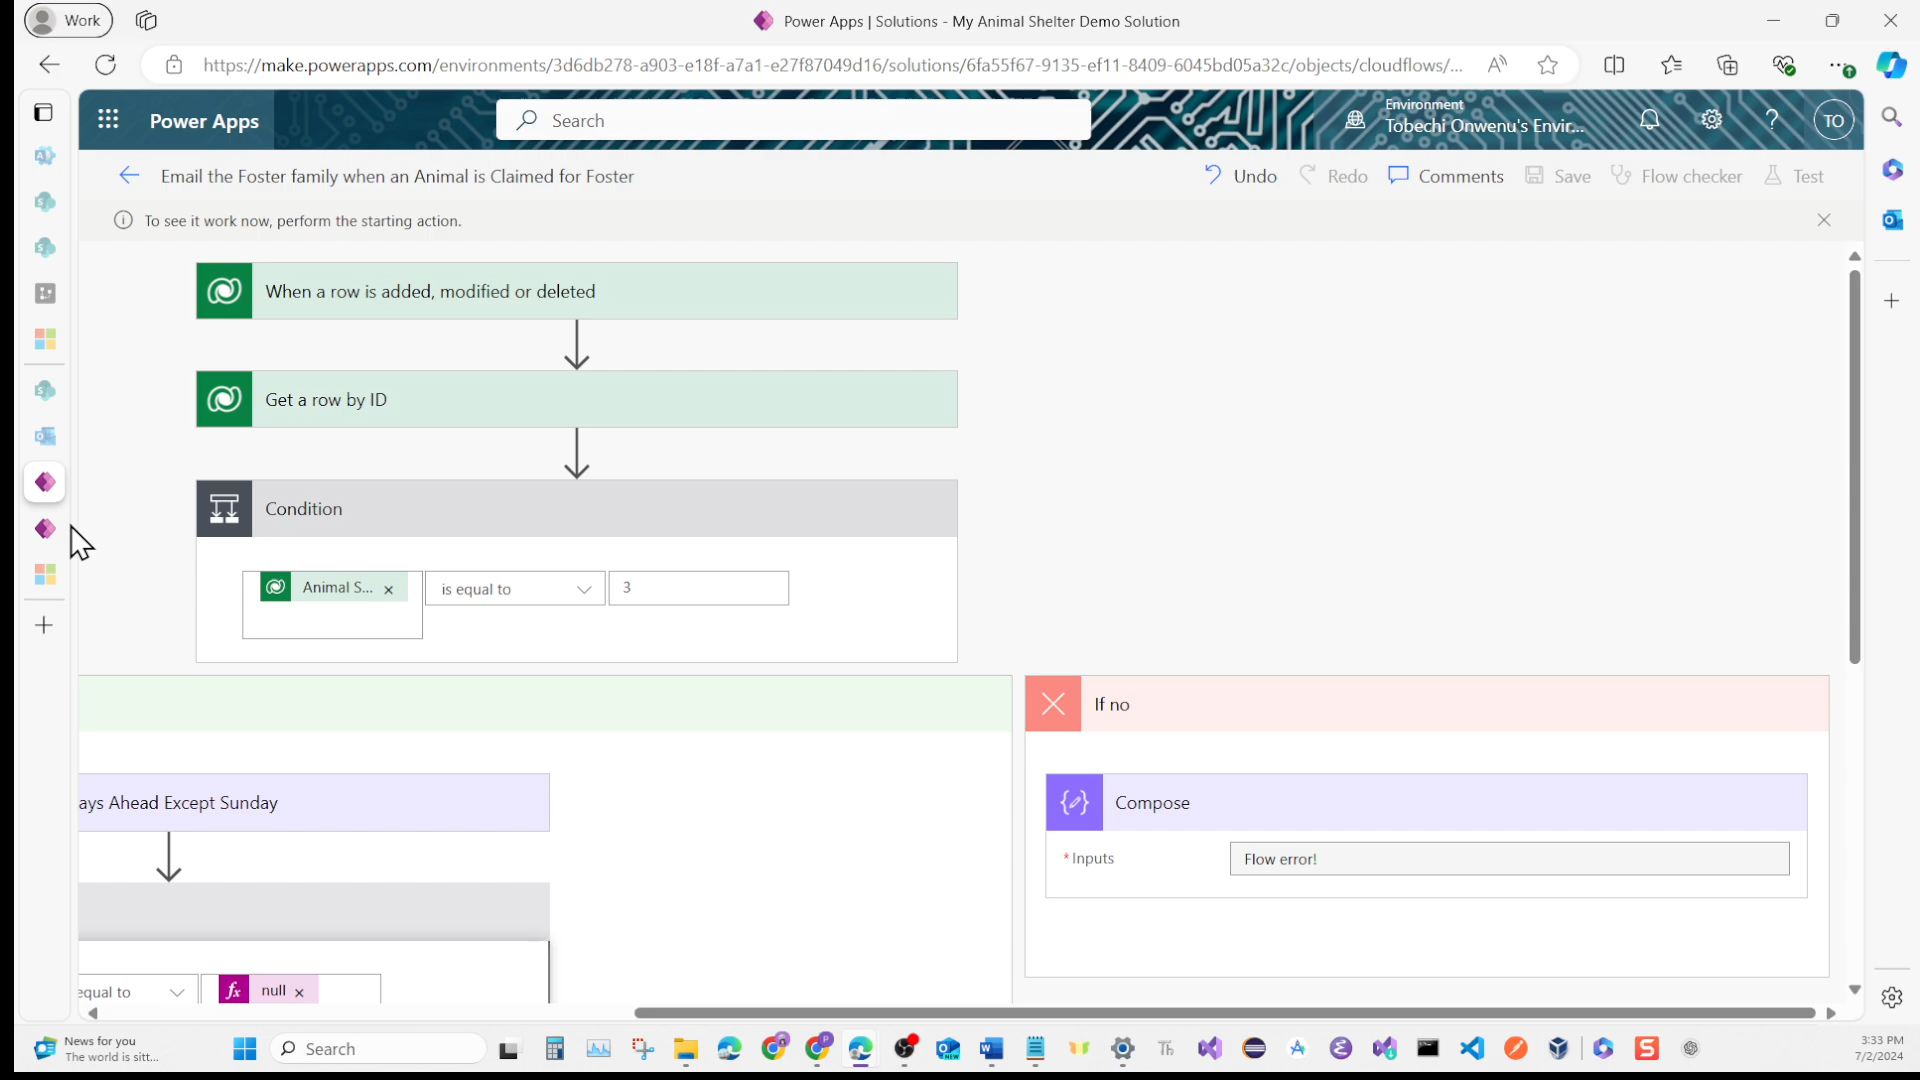 Work
Power Apps | Solutions - My Animal Shelter Demo Solution
https://make.powerapps.com/environments/3d6db278-a903-e18f-a7a1-e27f87049d16/solutions/6fa55f67-9135-ef11-8409-6045bd05a32c/objects/cloudflows/...
Power Apps
Search
Environment
Tobechi Onwenu's Envir...
TO
Email the Foster family when an Animal is Claimed for Foster
Undo
Redo
Comments
Save
Flow checker
Test
To see it work now, perform the starting action.
When a row is added, modified or deleted
Get a row by ID
Condition
Animal S...
is equal to
3
If no
ays Ahead Except Sunday
Compose
* Inputs
Flow error!
equal to
fx
null
News for you
The world is sitt...
Search
NEW
Th
3:33 PM
7/2/2024